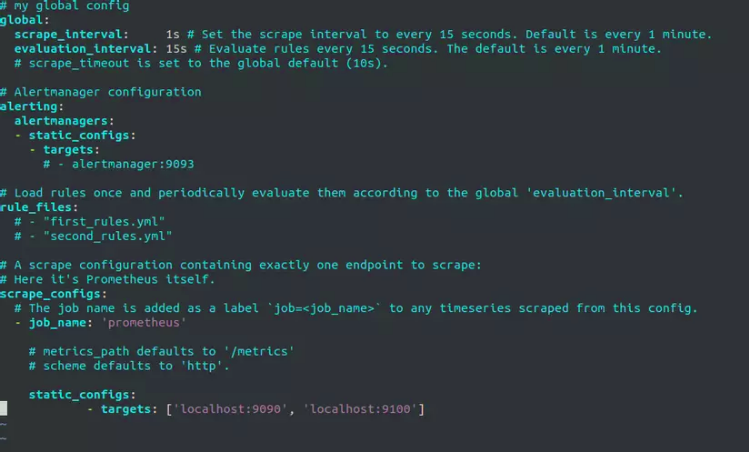 # my global config
global:
  scrape_interval:     1s # Set the scrape interval to every 15 seconds. Default is every 1 minute.
  evaluation_interval: 15s # Evaluate rules every 15 seconds. The default is every 1 minute.
  # scrape_timeout is set to the global default (10s).

# Alertmanager configuration
alerting:
  alertmanagers:
  - static_configs:
    - targets:
      # - alertmanager:9093

# Load rules once and periodically evaluate them according to the global 'evaluation_interval'.
rule_files:
  # - "first_rules.yml"
  # - "second_rules.yml"

# A scrape configuration containing exactly one endpoint to scrape:
# Here it's Prometheus itself.
scrape_configs:
  # The job name is added as a label `job=<job_name>` to any timeseries scraped from this config.
  - job_name: 'prometheus'

    # metrics_path defaults to '/metrics'
    # scheme defaults to 'http'.

    static_configs:
            - targets: ['localhost:9090', 'localhost:9100']
~
~